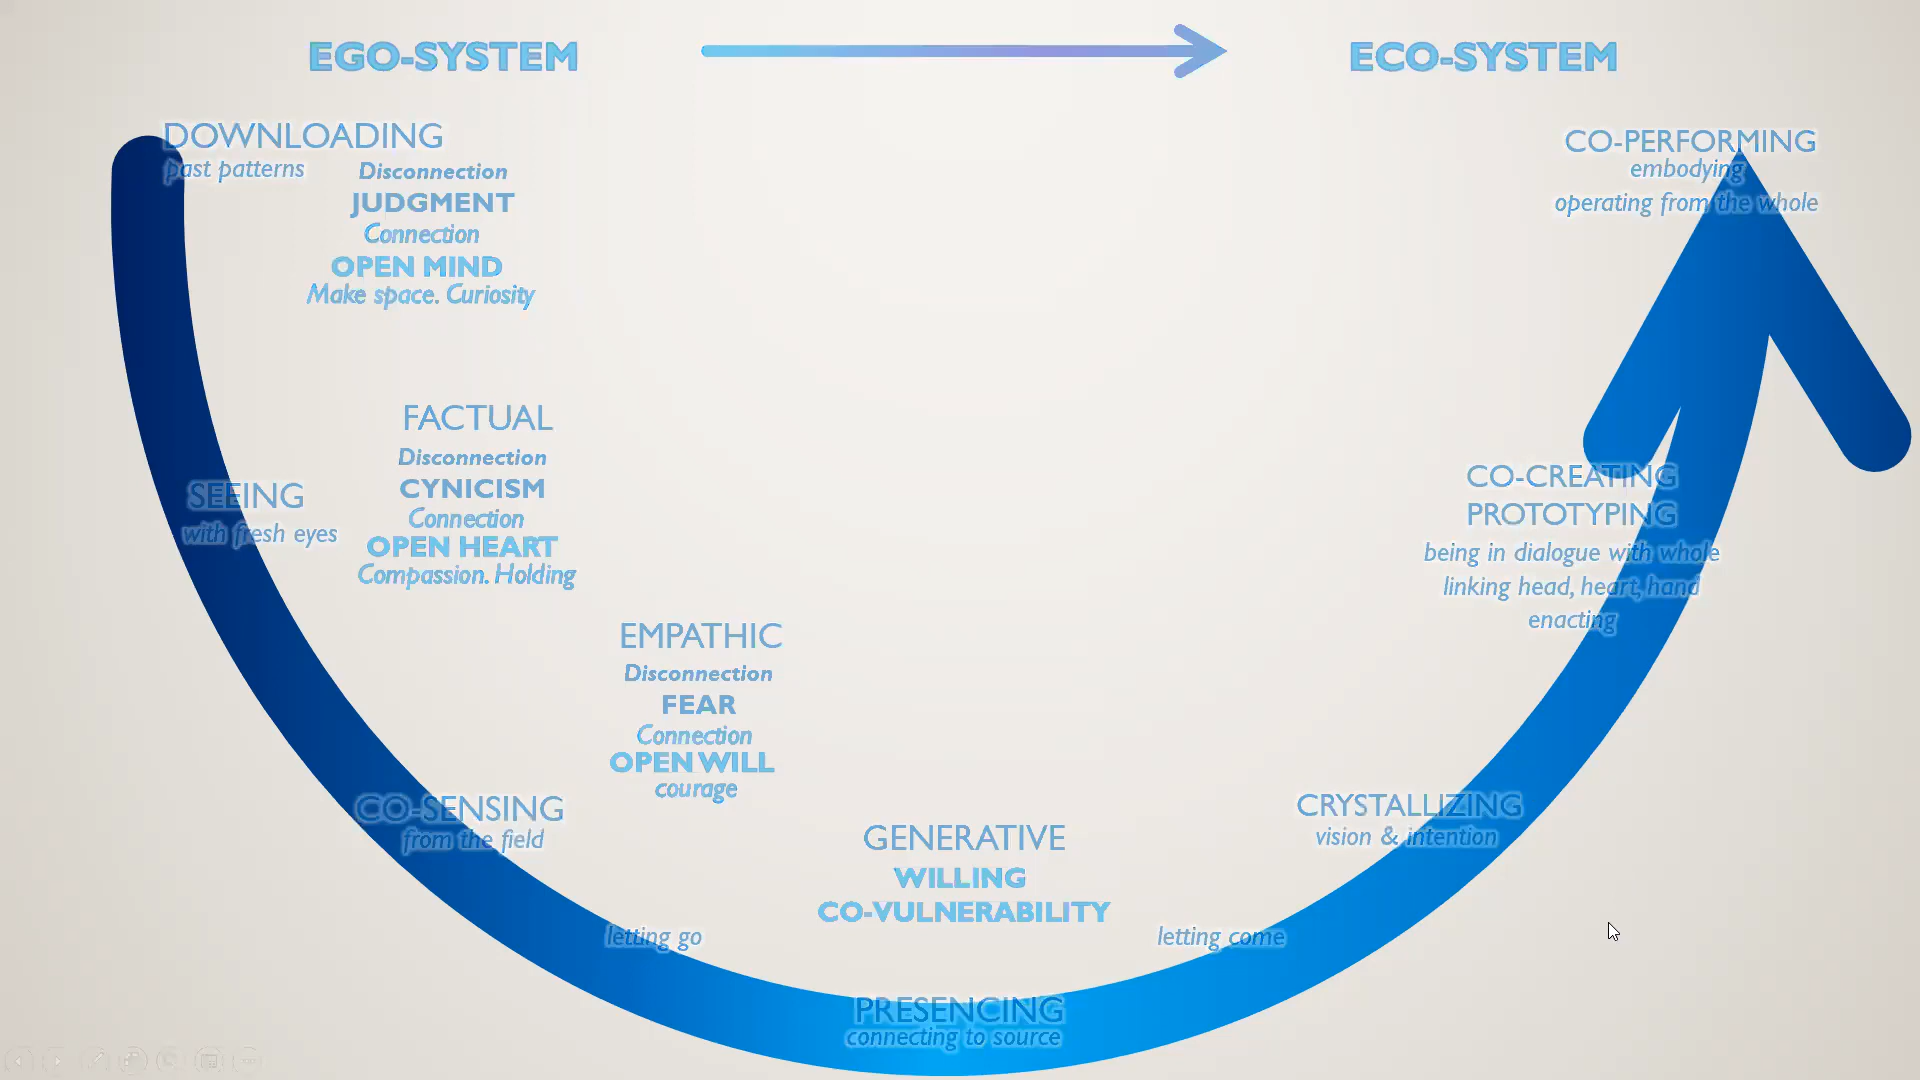 EGO-SYSTEM
ECO-SYSTEM
DOWNLOADING
past patterns
Disconnection
JUDGMENT
Connection
OPEN MIND
Make space. Curiosity
FACTUAL
Disconnection
CYNICISM
Connection
OPEN HEART
Compassion. Holding
SEEING
with fresh eyes
EMPATHIC
Disconnection
FEAR
Connection
OPEN WILL
courage
CO-SENSING
from the field
GENERATIVE
WILLING
CO-VULNERABILITY
letting go
letting come
PRESENCING
connecting to source
CRYSTALLIZING
vision & intention
CO-CREATING
PROTOTYPING
being in dialogue with whole
linking head, heart, hand
enacting
CO-PERFORMING
embodying
operating from the whole